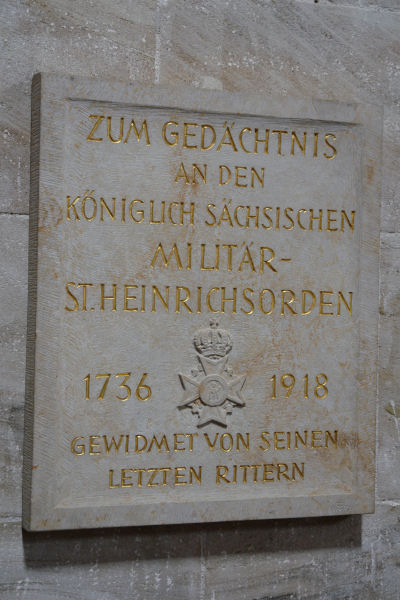 ZUM GEDÄCHTNIS
AN DEN
KÖNIGLICH SÄCHSISCHEN
MILITÄR-
ST. HEINRICHSORDEN
1736 1918
GEWIDMET VON SEINEN
LETZTEN RITTERN